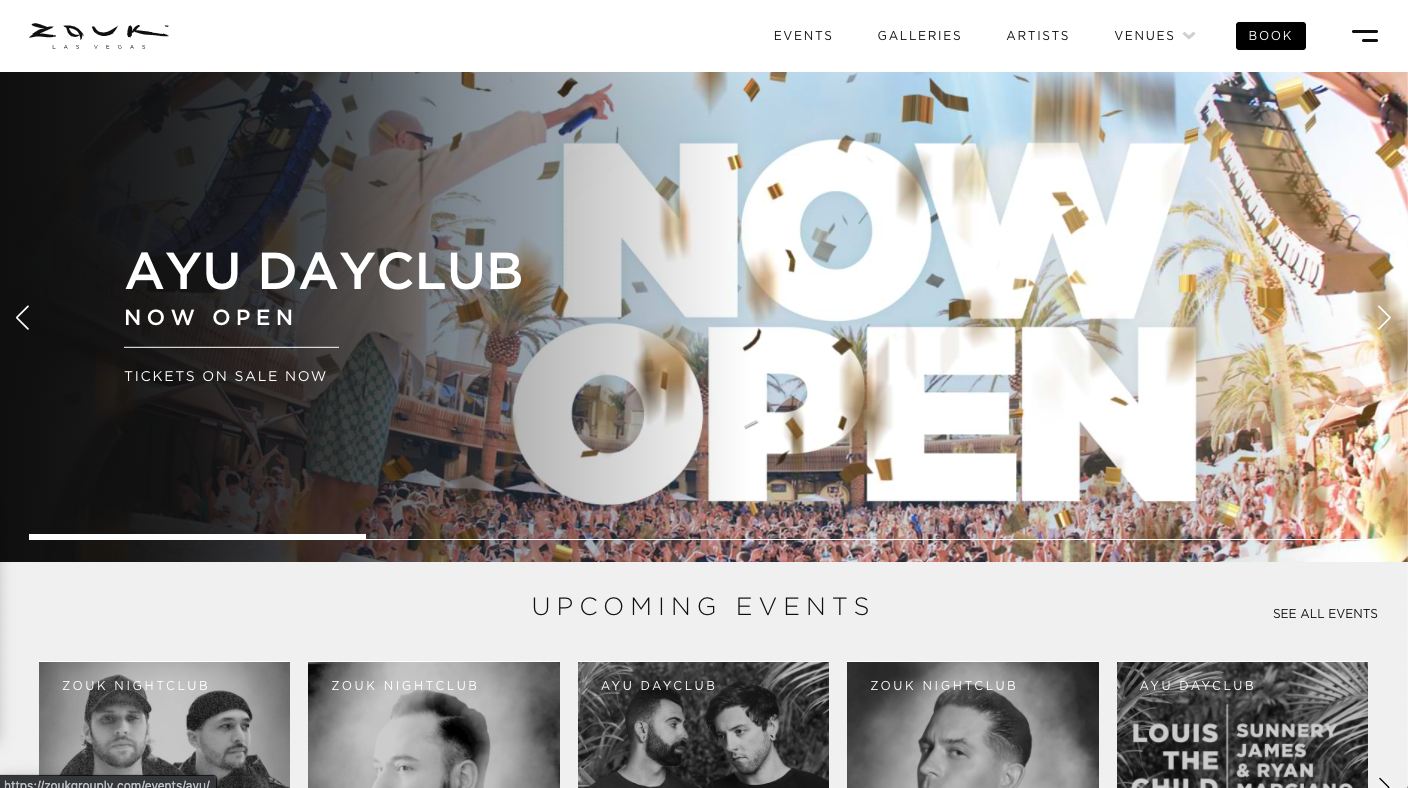 ZOUK
LAS VEGAS
EVENTS
GALLERIES
ARTISTS
VENUES
BOOK
NOW
OPEN
AYU DAYCLUB
NOW OPEN
TICKETS ON SALE NOW
UPCOMING EVENTS
SEE ALL EVENTS
ZOUK NIGHTCLUB
ZOUK NIGHTCLUB
AYU DAYCLUB
ZOUK NIGHTCLUB
AYU DAYCLUB
LOUIS
THE
CHILD
SUNNERY
JAMES
& RYAN
MARCIANO
https://zoukgrouplv.com/events/ayu/